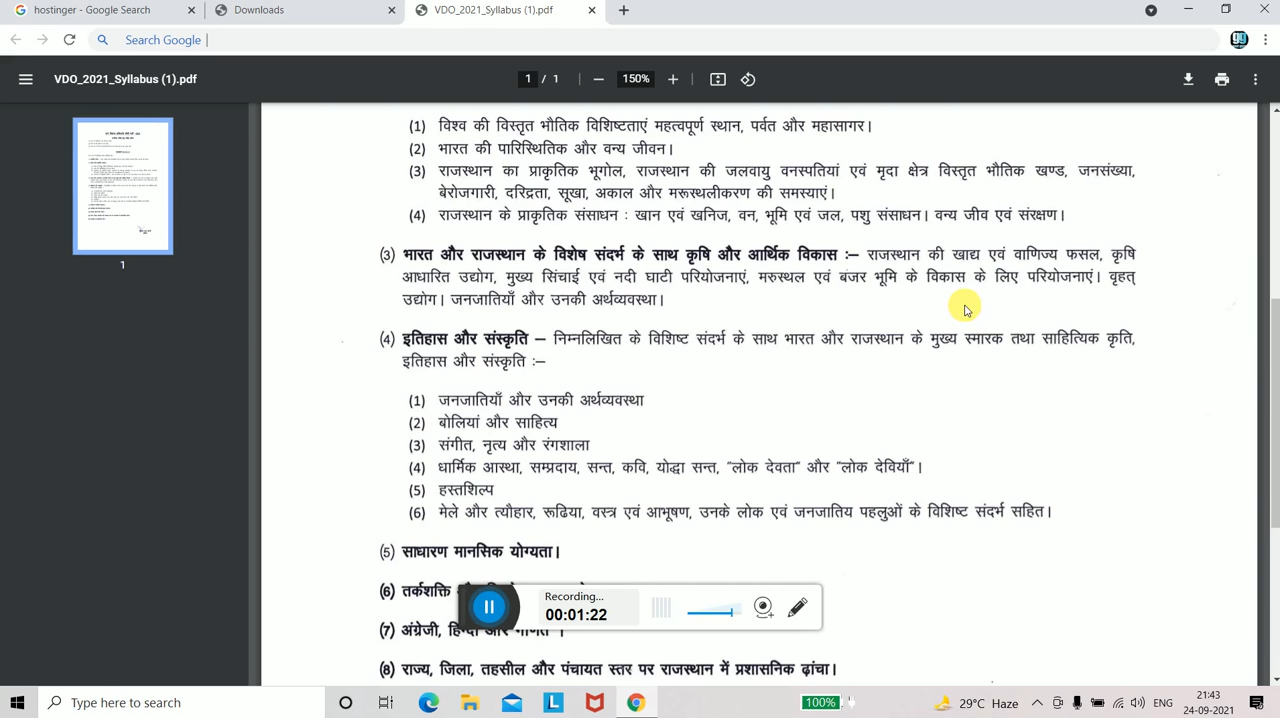 hostinger - Google Search
Downloads
VDO_2021_Syllabus (1).pdf
Search Google
VDO_2021_Syllabus (1).pdf
1 / 1
150%
(1) विश्व की विस्तृत भौतिक विशिष्टताएं महत्वपूर्ण स्थान, पर्वत और महासागर।
(2) भारत की पारिस्थितिक और वन्य जीवन।
(3) राजस्थान का प्राकृतिक भूगोल, राजस्थान की जलवायु वनस्पतियां एवं मृदा क्षेत्र विस्तृत भौतिक खण्ड, जनसंख्या,
बेरोजगारी, दरिद्रता, सूखा, अकाल और मरूस्थलीकरण की समस्याएं।
(4) राजस्थान के प्राकृतिक संसाधन : खान एवं खनिज, वन, भूमि एवं जल, पशु संसाधन। वन्य जीव एवं संरक्षण।
(3) भारत और राजस्थान के विशेष संदर्भ के साथ कृषि और आर्थिक विकास :– राजस्थान की खाद्य एवं वाणिज्य फसल, कृषि
आधारित उद्योग, मुख्य सिंचाई एवं नदी घाटी परियोजनाएं, मरुस्थल एवं बंजर भूमि के विकास के लिए परियोजनाएं। वृहत्
उद्योग। जनजातियाँ और उनकी अर्थव्यवस्था।
(4) इतिहास और संस्कृति – निम्नलिखित के विशिष्ट संदर्भ के साथ भारत और राजस्थान के मुख्य स्मारक तथा साहित्यिक कृति,
इतिहास और संस्कृति :–
(1) जनजातियाँ और उनकी अर्थव्यवस्था
(2) बोलियां और साहित्य
(3) संगीत, नृत्य और रंगशाला
(4) धार्मिक आस्था, सम्प्रदाय, सन्त, कवि, योद्धा सन्त, "लोक देवता" और "लोक देवियाँ"।
(5) हस्तशिल्प
(6) मेले और त्यौहार, रूढिया, वस्त्र एवं आभूषण, उनके लोक एवं जनजातिय पहलुओं के विशिष्ट संदर्भ सहित।
(5) साधारण मानसिक योग्यता।
(6) तर्कशक्ति
Recording...
00:01:22
(7) अंग्रेजी, हिन्दी और गणित ।
(8) राज्य, जिला, तहसील और पंचायत स्तर पर राजस्थान में प्रशासनिक ढ़ांचा।
1
Type here to search
100%
29°C Haze
ENG
21:43
24-09-2021